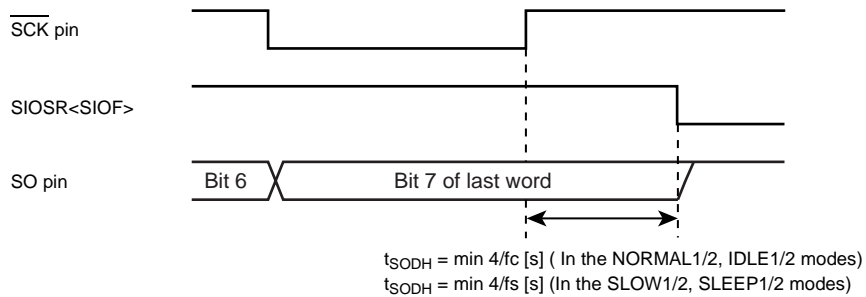 SCK pin
SIOSR<SIOF>
SO pin
Bit 6
Bit 7 of last word
tSODH = min 4/fc [s] ( In the NORMAL1/2, IDLE1/2 modes)
tSODH = min 4/fs [s] (In the SLOW1/2, SLEEP1/2 modes)